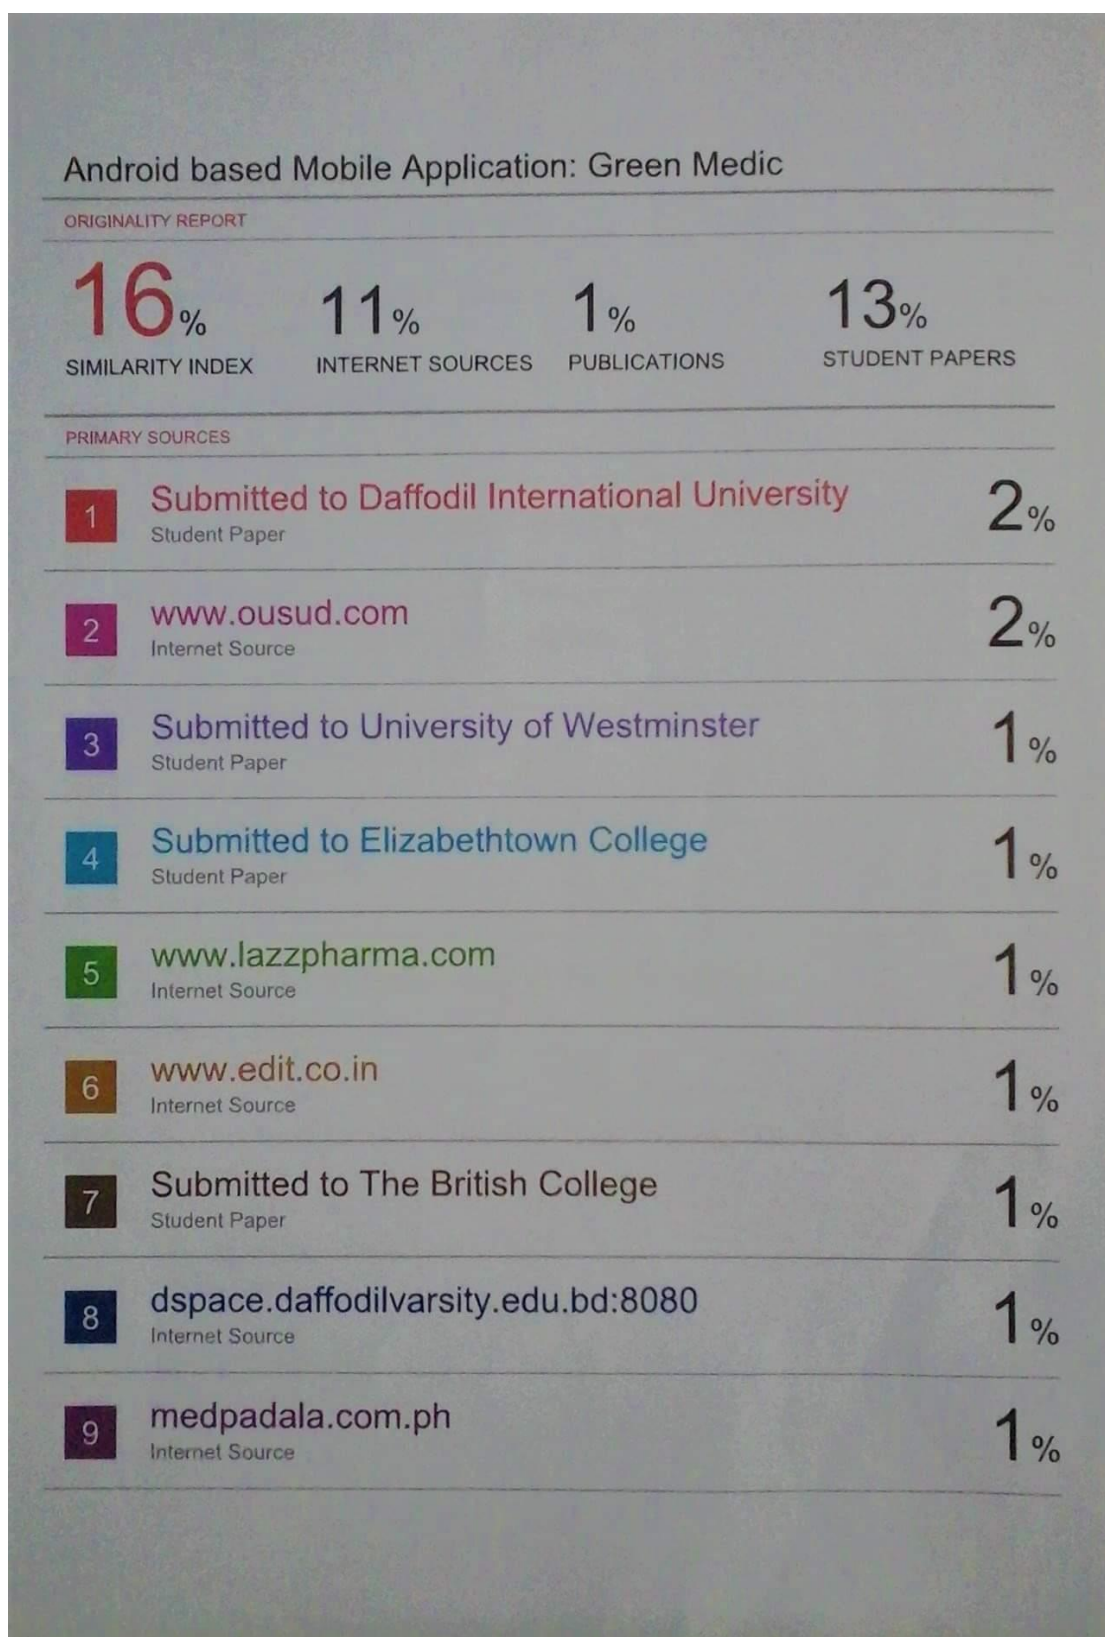 Android based Mobile Application: Green Medic
ORIGINALITY REPORT
16% 11% 1% 13%
SIMILARITY INDEX INTERNET SOURCES PUBLICATIONS STUDENT PAPERS
PRIMARY SOURCES
1 Submitted to Daffodil International University 2%
Student Paper
2 www.ousud.com 2%
Internet Source
3 Submitted to University of Westminster 1%
Student Paper
4 Submitted to Elizabethtown College 1%
Student Paper
5 www.lazzpharma.com 1%
Internet Source
6 www.edit.co.in 1%
Internet Source
7 Submitted to The British College 1%
Student Paper
8 dspace.daffodilvarsity.edu.bd:8080 1%
Internet Source
9 medpadala.com.ph 1%
Internet Source